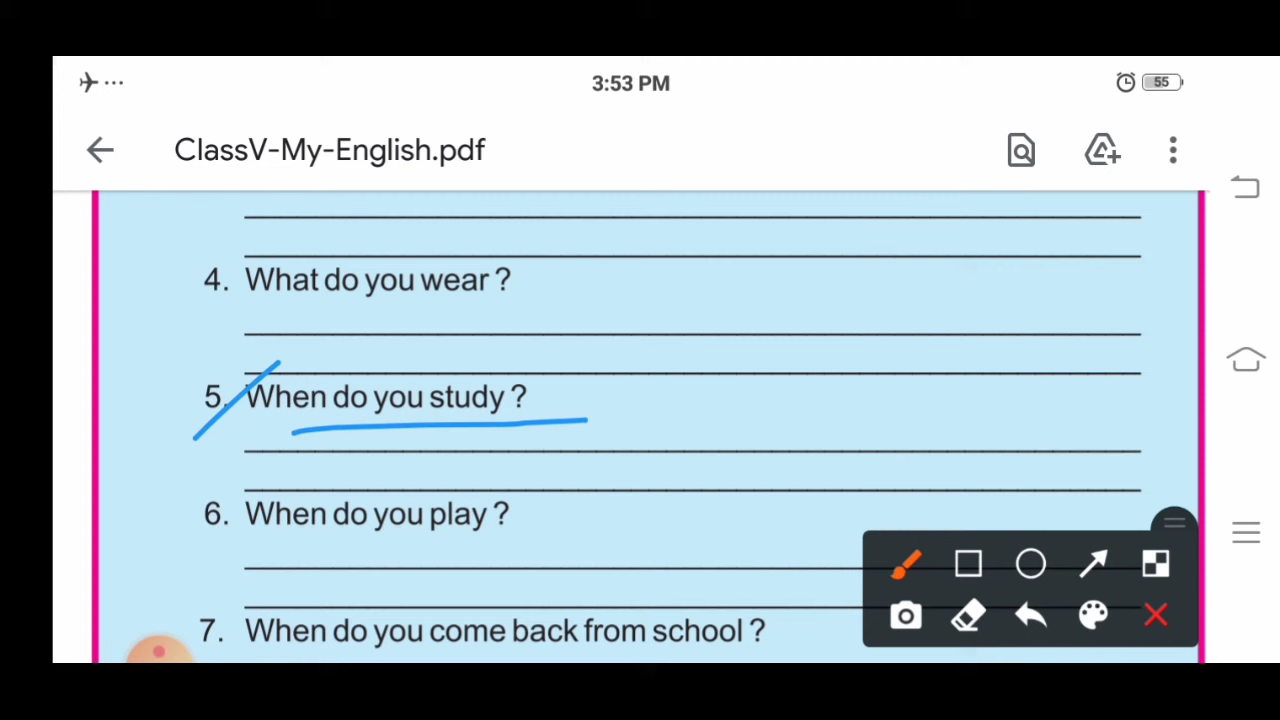 3:53 PM
55
ClassV-My-English.pdf
4. What do you wear ?
5. When do you study ?
6. When do you play ?
7. When do you come back from school ?